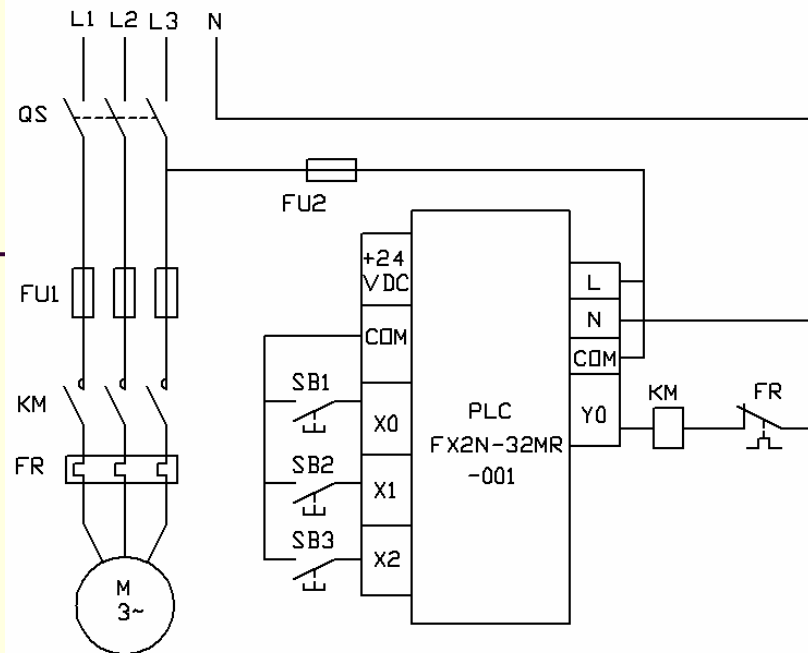 L1 L2 L3 N
QS
FU2
FU1
+24
VDC
COM
L
N
COM
SB1
X0
KM
KM
FR
Y0
PLC
FX2N-32MR
-001
FR
SB2
X1
SB3
X2
M
3~